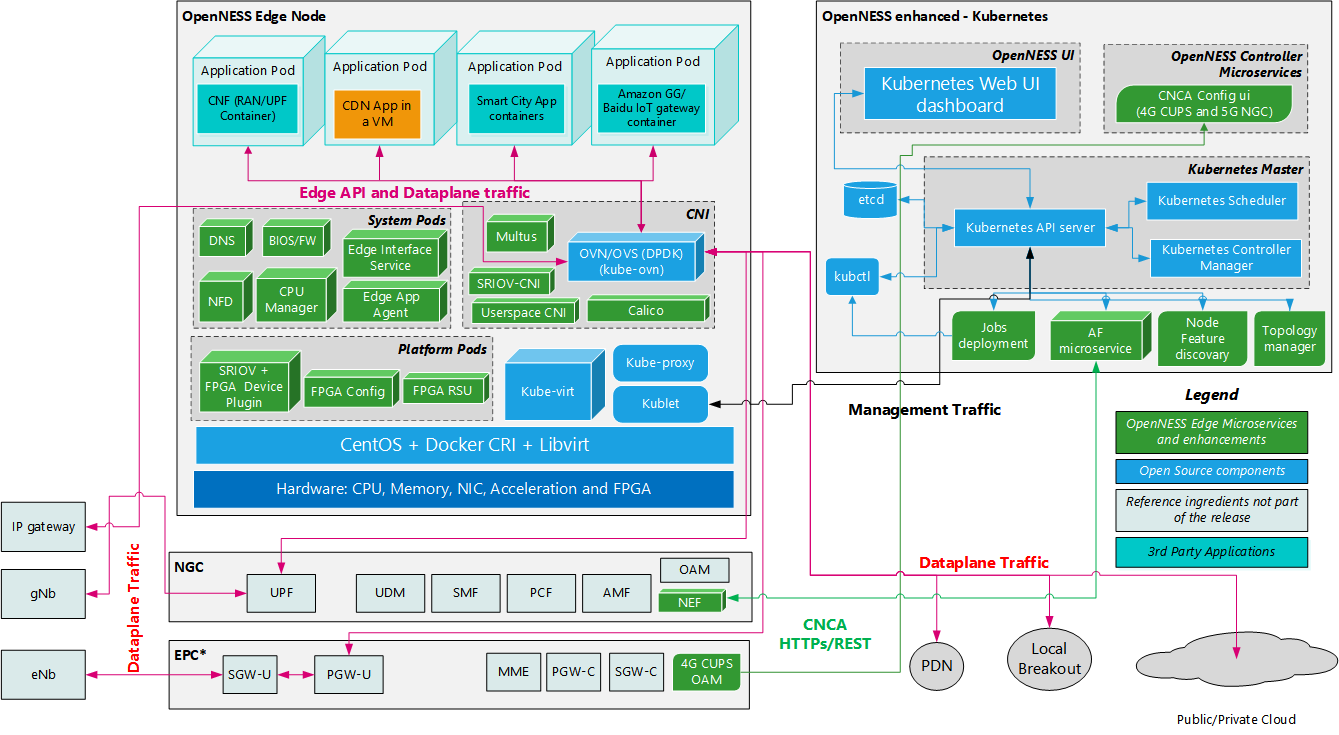 OpenNESS Edge Node
Application Pod
CNF (RAN/UPF
Container)
Application Pod
CDN App in
a VM
Application Pod
Smart City App
containers
Application Pod
Amazon GG/
Baidu IoT gateway
container
Edge API and Dataplane traffic
System Pods
DNS
BIOS/FW
Edge Interface
Service
NFD
CPU
Manager
Edge App
Agent
CNI
Multus
OVN/OVS (DPDK)
(kube-ovn)
SRIOV-CNI
Userspace CNI
Calico
Platform Pods
SRIOV +
FPGA Device
Plugin
FPGA Config
FPGA RSU
Kube-virt
Kube-proxy
Kublet
CentOS + Docker CRI + Libvirt
Hardware: CPU, Memory, NIC, Acceleration and FPGA
OpenNESS enhanced - Kubernetes
OpenNESS UI
Kubernetes Web UI
dashboard
OpenNESS Controller
Microservices
CNCA Config ui
(4G CUPS and 5G NGC)
Kubernetes Master
etcd
Kubernetes API server
Kubernetes Scheduler
Kubernetes Controller
Manager
kubctl
Jobs
deployment
AF
microservice
Node
Feature
discovary
Topology
manager
Management Traffic
Legend
OpenNESS Edge Microservices
and enhancements
Open Source components
Reference ingredients not part
of the release
3rd Party Applications
IP gateway
gNb
eNb
Dataplane Traffic
NGC
UPF
UDM
SMF
PCF
AMF
OAM
NEF
EPC*
SGW-U
PGW-U
MME
PGW-C
SGW-C
4G CUPS
OAM
CNCA
HTTPs/REST
Dataplane Traffic
PDN
Local
Breakout
Public/Private Cloud